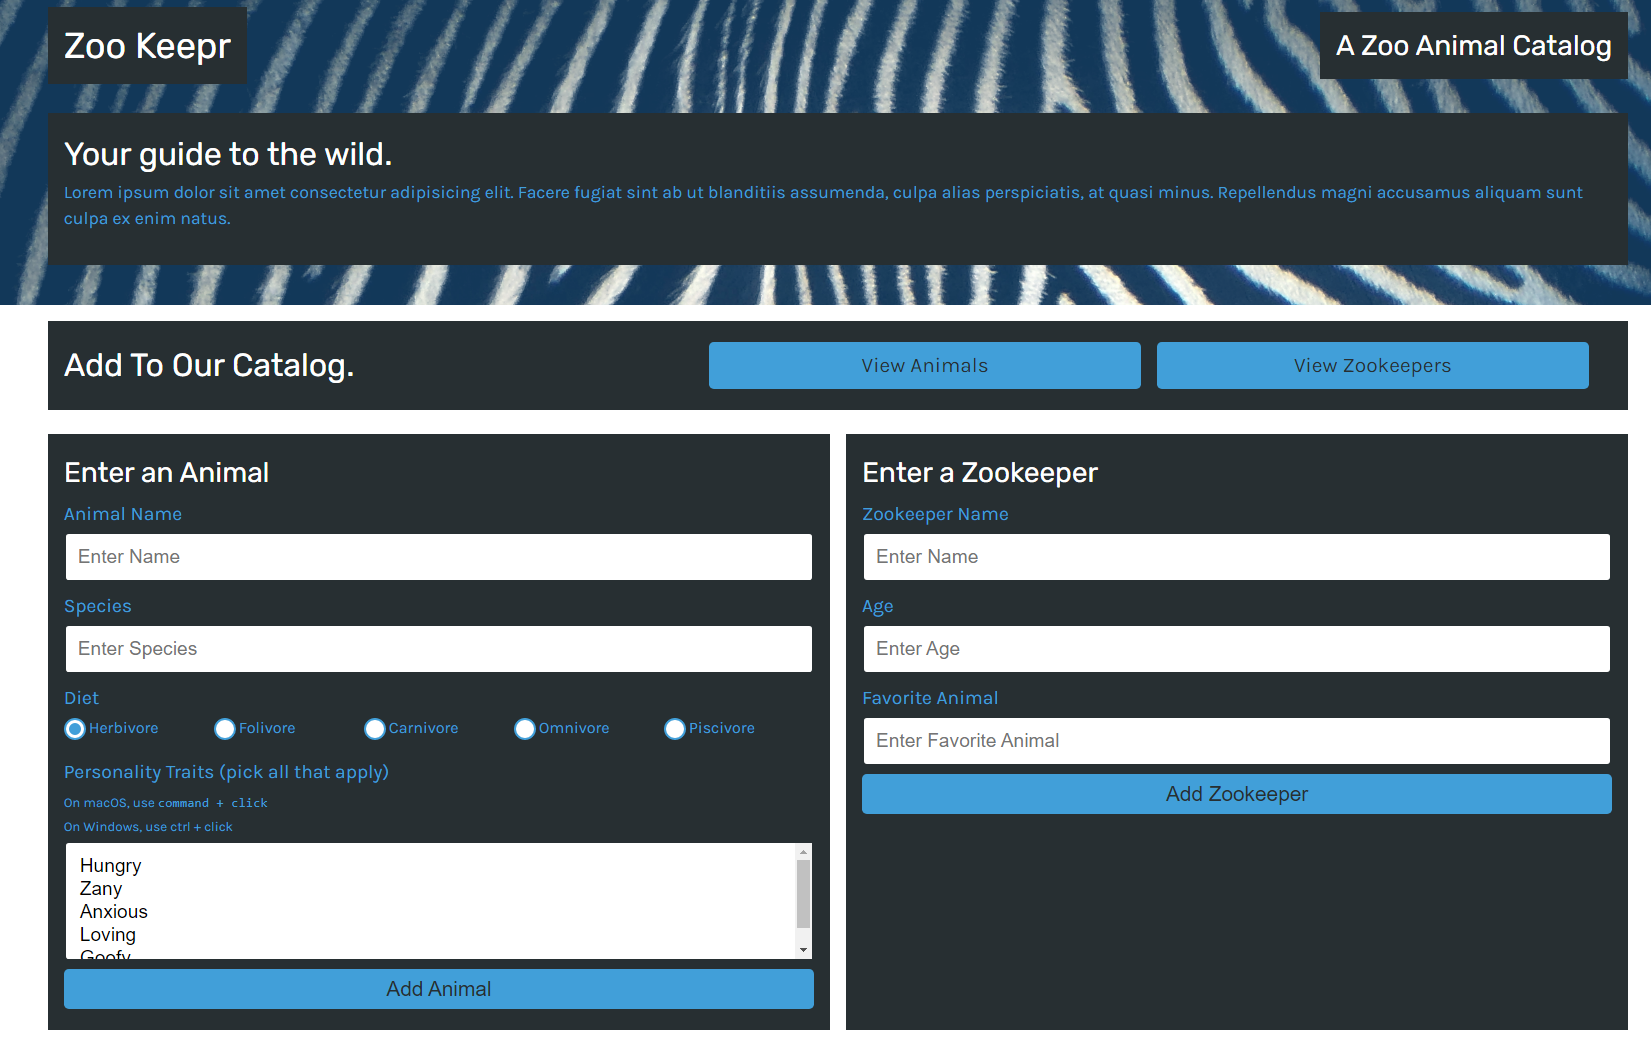 Zoo Keepr
A Zoo Animal Catalog
Your guide to the wild.
Lorem ipsum dolor sit amet consectetur adipisicing elit. Facere fugiat sint ab ut blanditiis assumenda, culpa alias perspiciatis, at quasi minus. Repellendus magni accusamus aliquam sunt
culpa ex enim natus.
Add To Our Catalog.
View Animals
View Zookeepers
Enter an Animal
Animal Name
Enter Name
Species
Enter Species
Diet
Herbivore
Folivore
Carnivore
Omnivore
Piscivore
Personality Traits (pick all that apply)
On macOS, use command + click
On Windows, use ctrl + click
Hungry
Zany
Anxious
Loving
Goofy
Add Animal
Enter a Zookeeper
Zookeeper Name
Enter Name
Age
Enter Age
Favorite Animal
Enter Favorite Animal
Add Zookeeper